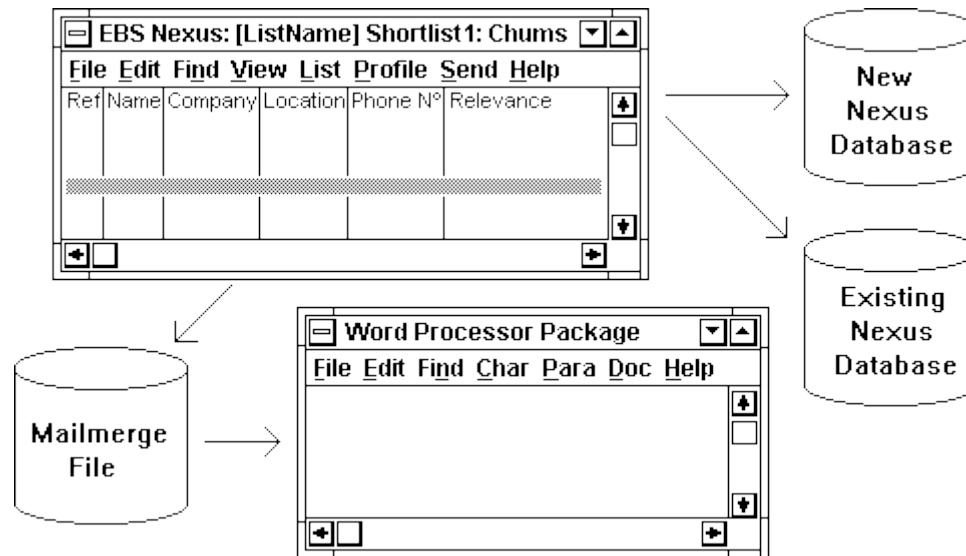 EBS Nexus: [ListName] Shortlist1: Chums
File Edit Find View List Profile Send Help
Ref Name Company Location Phone Nº Relevance
New
Nexus
Database
Existing
Nexus
Database
Word Processor Package
File Edit Find Char Para Doc Help
Mailmerge
File